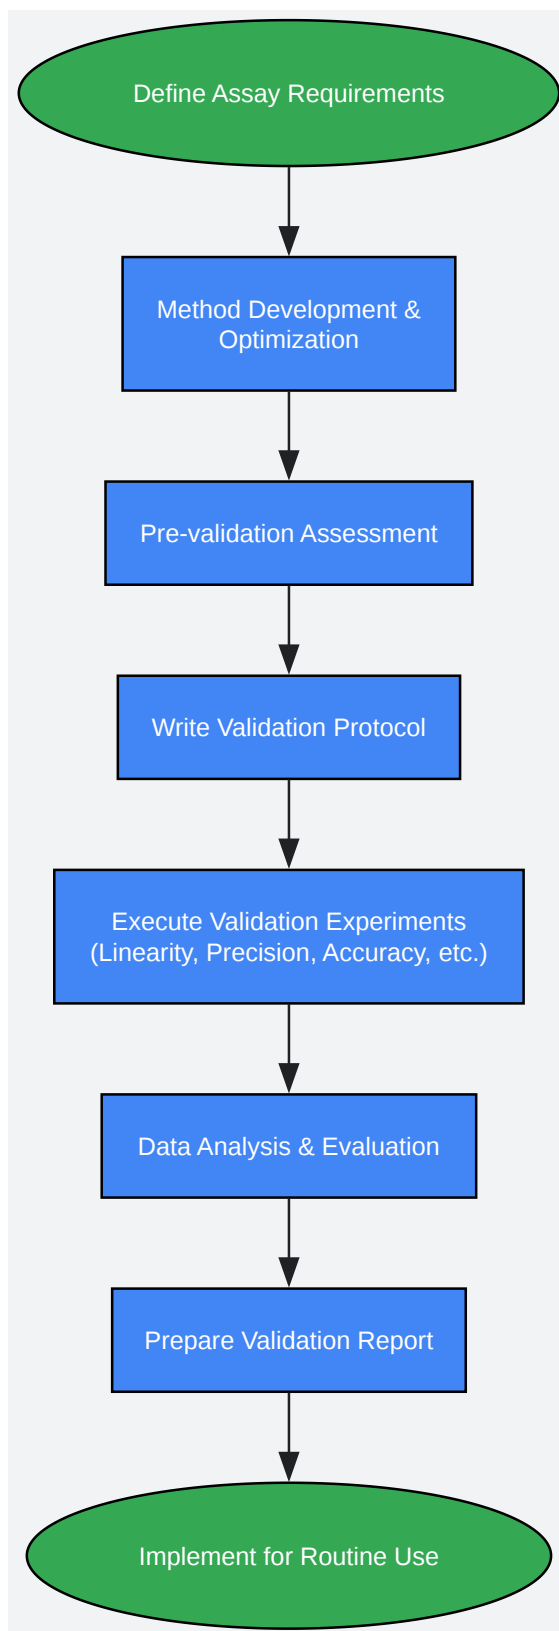 Define Assay Requirements
Method Development &
Optimization
Pre-validation Assessment
Write Validation Protocol
Execute Validation Experiments
(Linearity, Precision, Accuracy, etc.)
Data Analysis & Evaluation
Prepare Validation Report
Implement for Routine Use